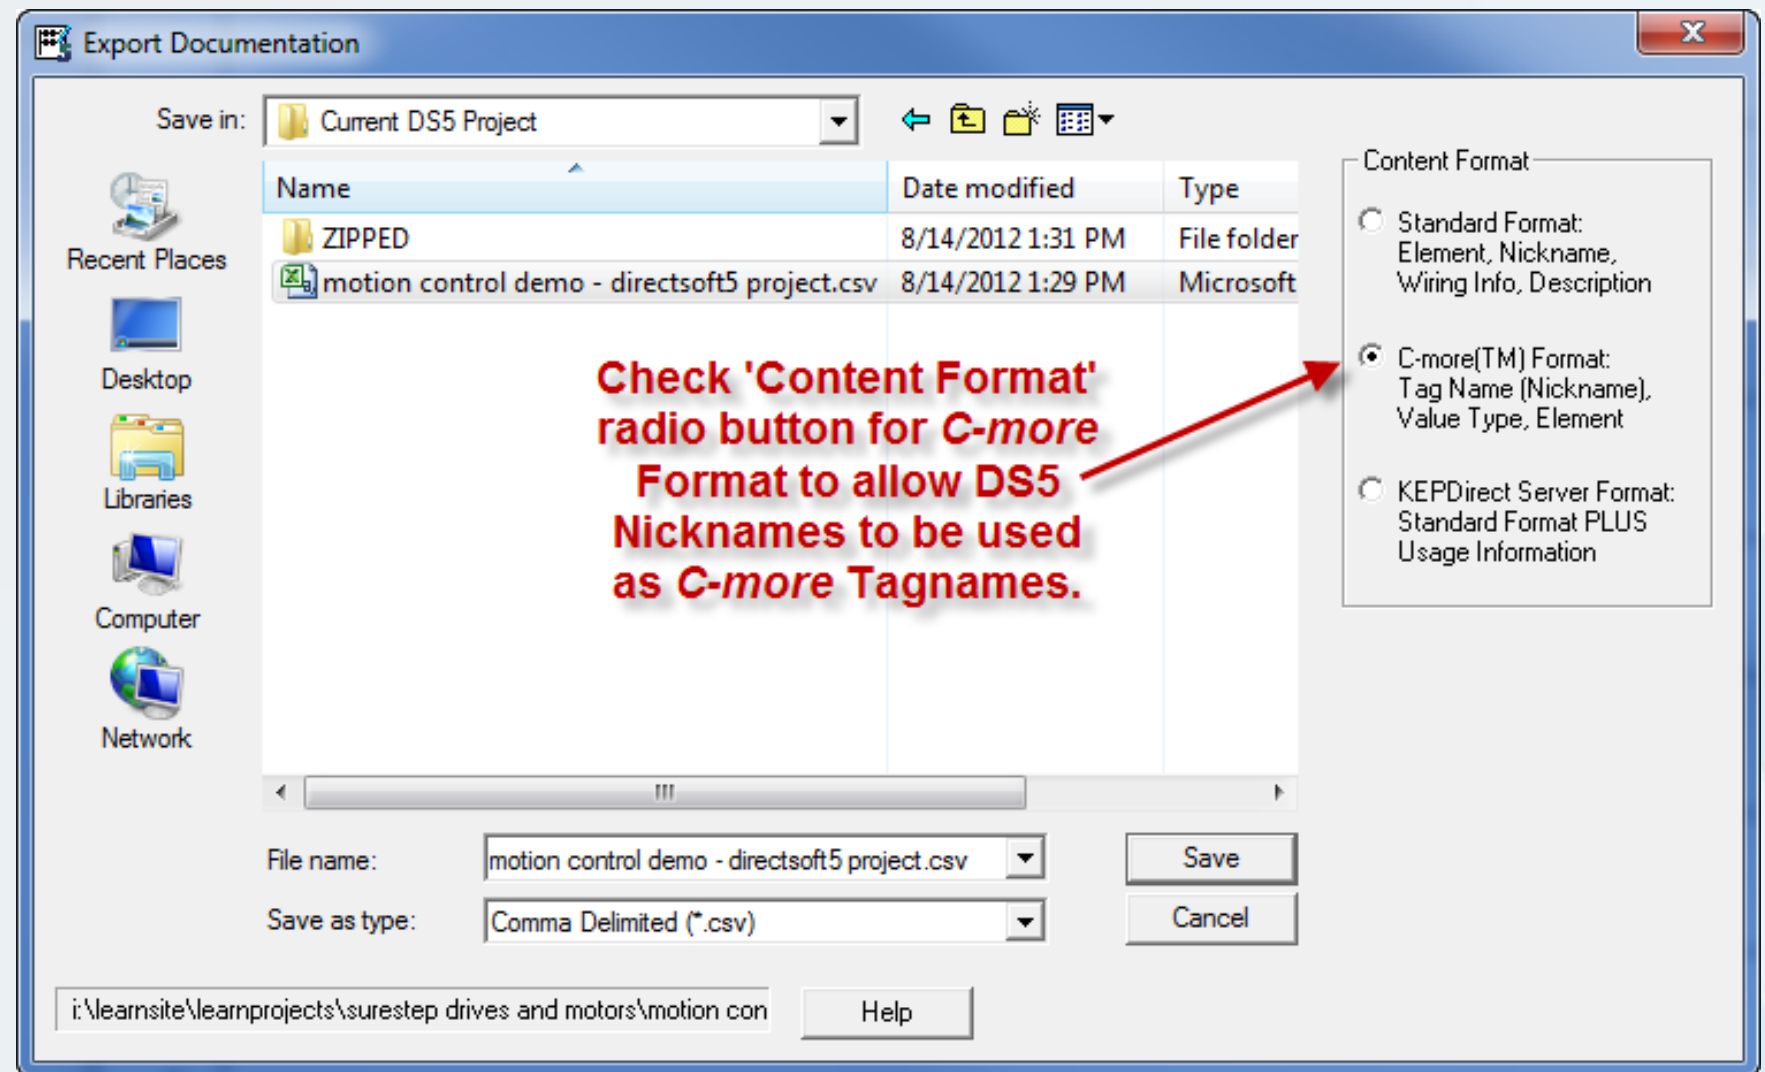 Export Documentation
X
Save in:
Current DS5 Project
Name
Date modified
Type
ZIPPED
8/14/2012 1:31 PM
File folder
motion control demo - directsoft5 project.csv
8/14/2012 1:29 PM
Microsoft
Recent Places
Desktop
Libraries
Computer
Network
Check 'Content Format'
radio button for C-more
Format to allow DS5
Nicknames to be used
as C-more Tagnames.
Content Format
Standard Format:
Element, Nickname,
Wiring Info, Description
C-more(TM) Format:
Tag Name (Nickname),
Value Type, Element
KEPDirect Server Format:
Standard Format PLUS
Usage Information
File name:
motion control demo - directsoft5 project.csv
Save
Save as type:
Comma Delimited (*.csv)
Cancel
i:\learnsite\learnprojects\surestep drives and motors\motion con
Help